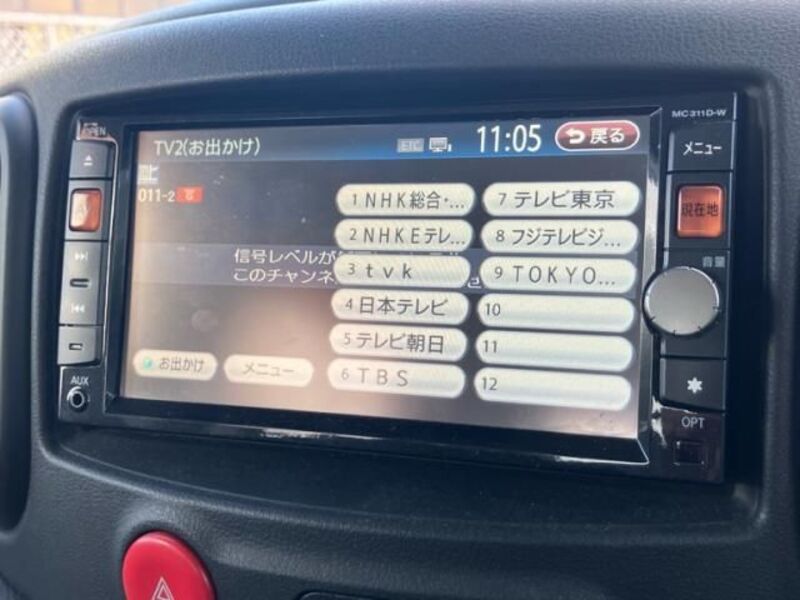 OPEN
MC311D-W
TV2(お出かけ)
ETC
11:05
戻る
メニュー
011-2
1 NHK総合・...
7 テレビ東京
現在地
AV
2 NHKEテレ...
8 フジテレビジ...
信号レベルが
このチャンネ
3 tvk
9 TOKYO...
音量
4 日本テレビ
10
5 テレビ朝日
11
お出かけ
メニュー
6 TBS
12
AUX
OPT